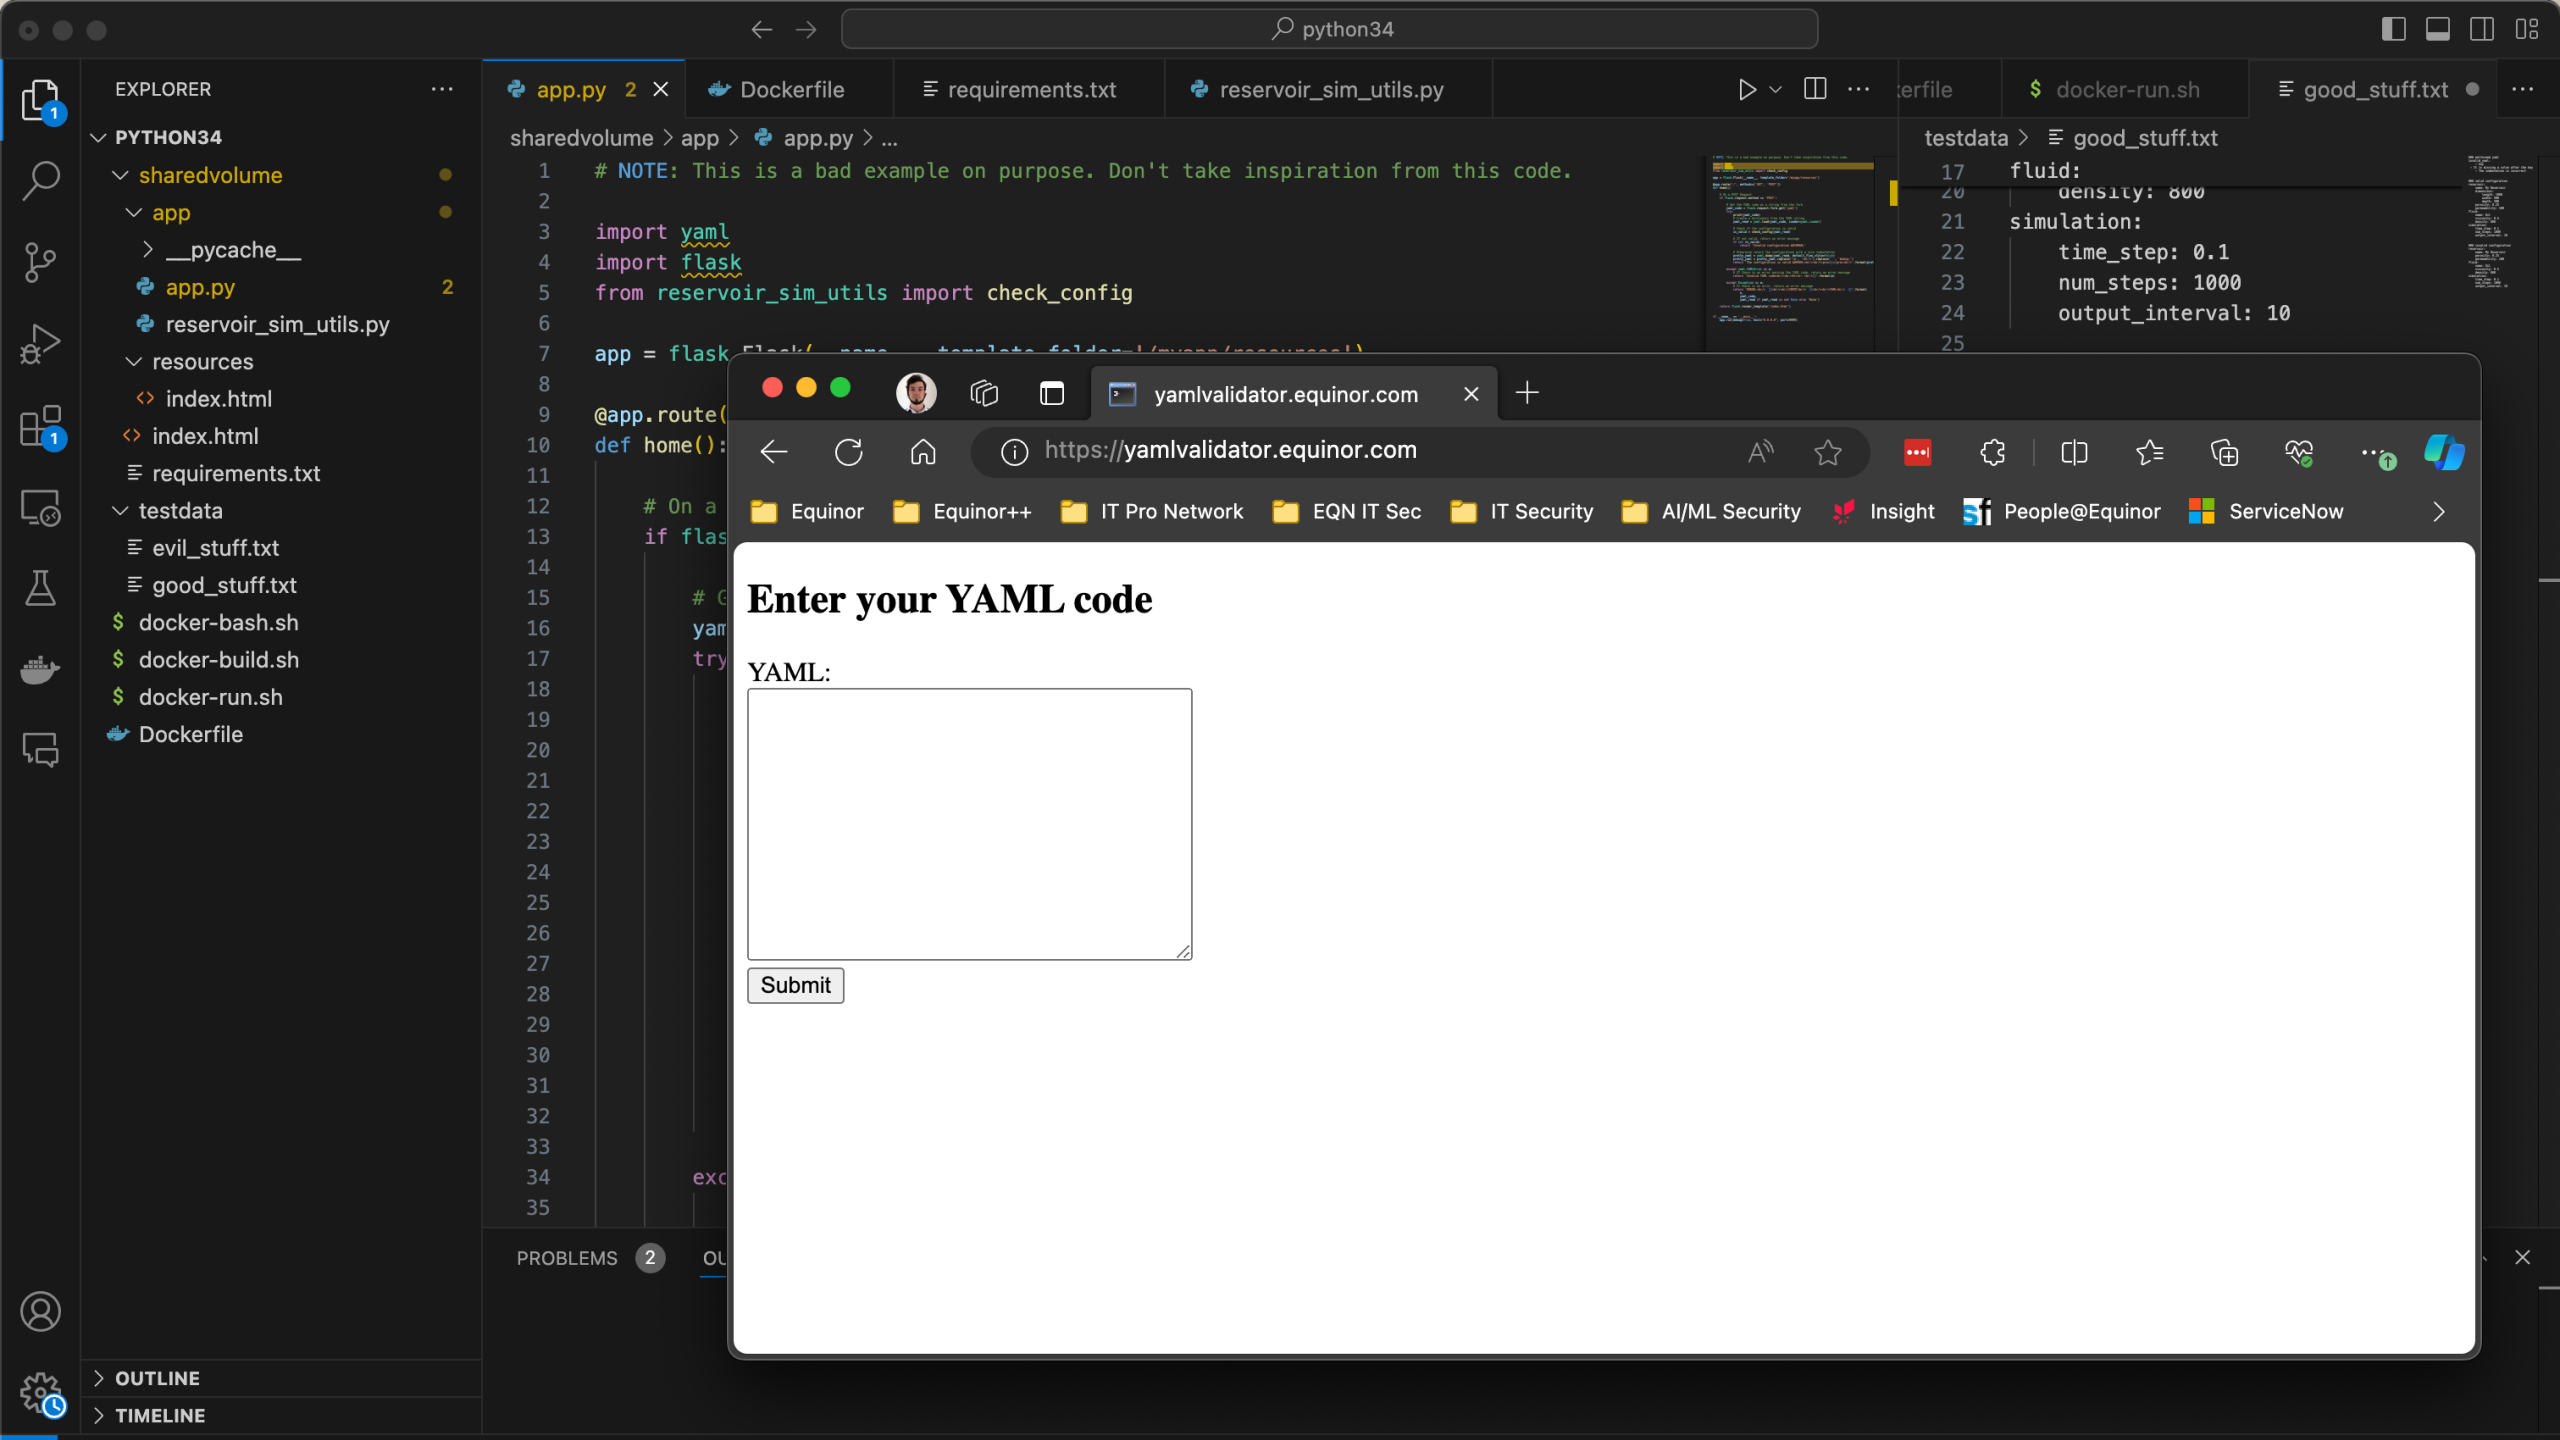 python34
EXPLORER
PYTHON34
sharedvolume
app
__pycache__
app.py 2
reservoir_sim_utils.py
resources
index.html
index.html
requirements.txt
testdata
evil_stuff.txt
good_stuff.txt
docker-bash.sh
docker-build.sh
docker-run.sh
Dockerfile
OUTLINE
TIMELINE
1
1
app.py 2
Dockerfile
requirements.txt
reservoir_sim_utils.py
sharedvolume > app > app.py > ...
1 # NOTE: This is a bad example on purpose. Don't take inspiration from this code.
2
3 import yaml
4 import flask
5 from reservoir_sim_utils import check_config
6
7 app = flask
8
9 @app.route(
10 def home():
11
12 # On a
13 if flas
14
15 # G
16 yam
17 try
18
19
20
21
22
23
24
25
26
27
28
29
30
31
32
33
34 exc
35
PROBLEMS 2
OU
erfile
docker-run.sh
good_stuff.txt
testdata > good_stuff.txt
17 fluid:
20 density: 800
21 simulation:
22 time_step: 0.1
23 num_steps: 1000
24 output_interval: 10
25
yamlvalidator.equinor.com
https://yamlvalidator.equinor.com
Equinor
Equinor++
IT Pro Network
EQN IT Sec
IT Security
AI/ML Security
Insight
People@Equinor
ServiceNow
Enter your YAML code
YAML:
Submit